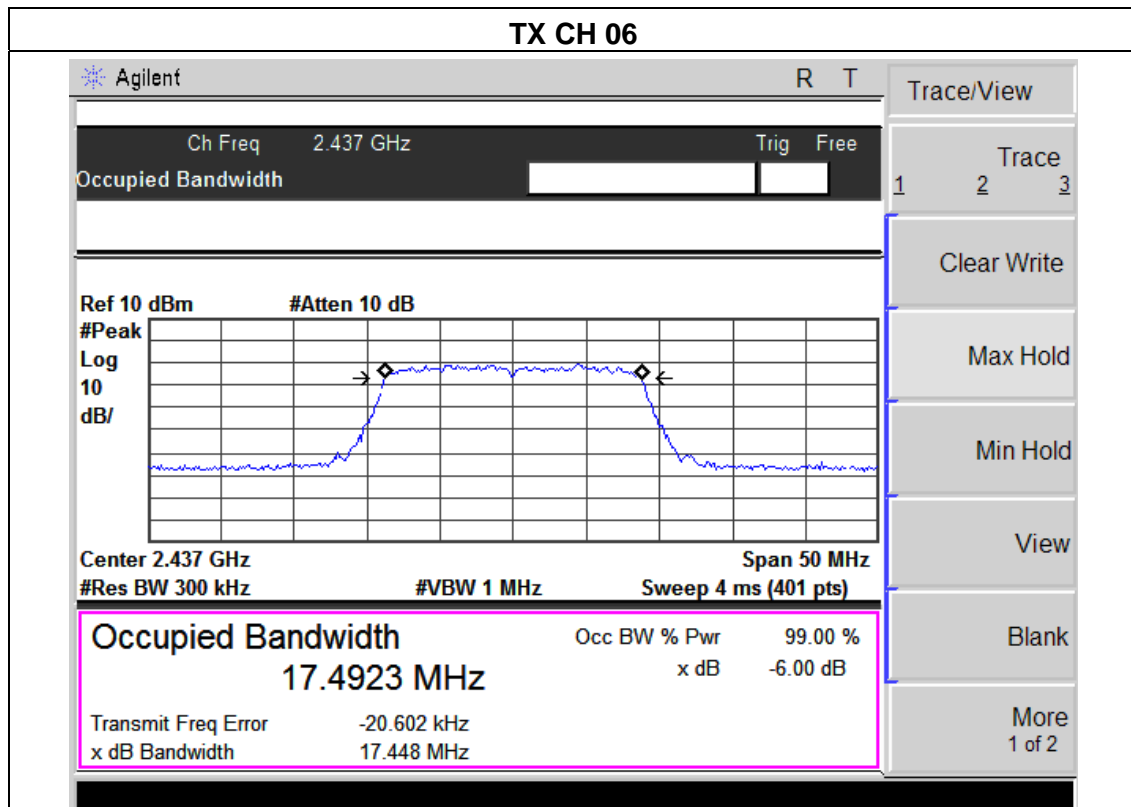 TX CH 06
Agilent R T
Trace/View
Ch Freq 2.437 GHz Trig Free
Occupied Bandwidth
Trace
1 2 3
Clear Write
Ref 10 dBm #Atten 10 dB
#Peak
Log
10
dB/
Max Hold
Min Hold
View
Center 2.437 GHz Span 50 MHz
#Res BW 300 kHz #VBW 1 MHz Sweep 4 ms (401 pts)
Occupied Bandwidth Occ BW % Pwr 99.00 %
17.4923 MHz x dB -6.00 dB
Blank
Transmit Freq Error -20.602 kHz
x dB Bandwidth 17.448 MHz
More
1 of 2